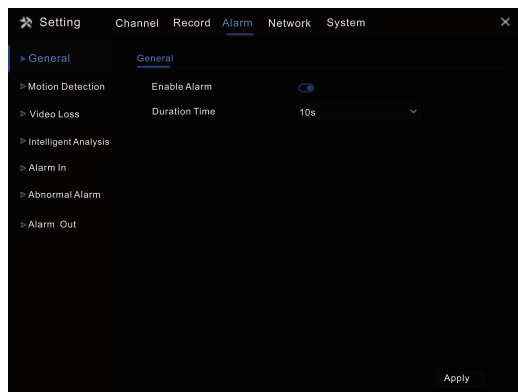 Setting Channel Record Alarm Network System
General
General
Motion Detection
Enable Alarm
Video Loss
Duration Time 10s
Intelligent Analysis
Alarm In
Abnormal Alarm
Alarm Out
Apply